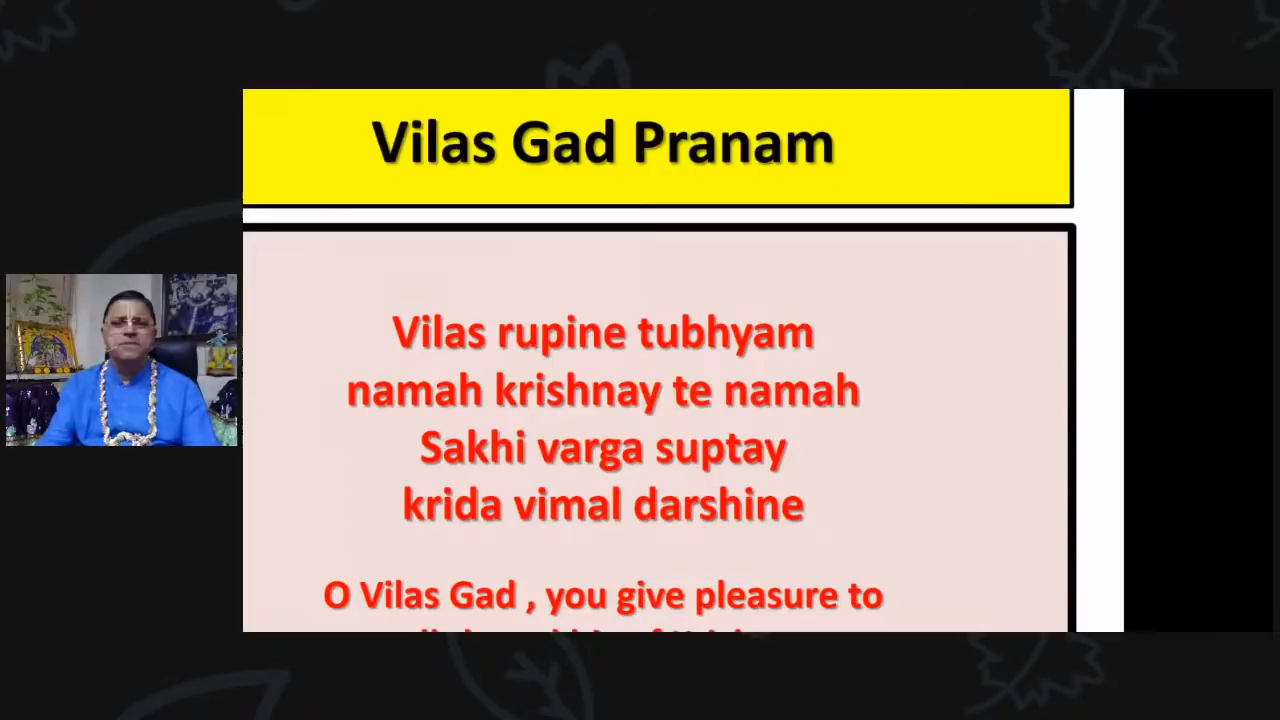 Vilas Gad Pranam
Vilas rupine tubhyam
namah krishnay te namah
Sakhi varga suptay
krida vimal darshine
O Vilas Gad , you give pleasure to